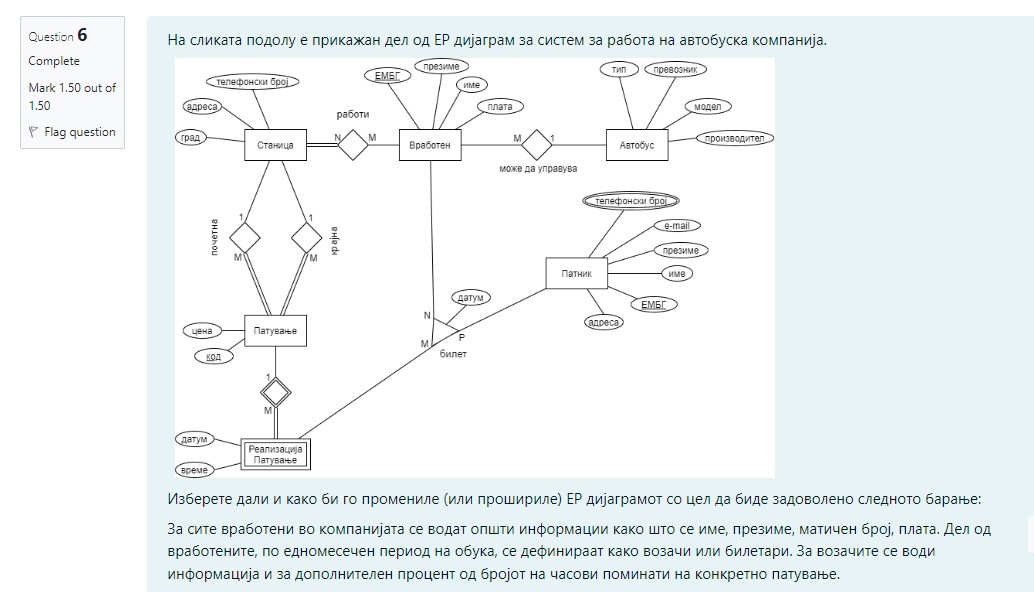 Question 6
Complete
Mark 1.50 out of
1.50
Flag question
На сликата подолу е прикажан дел од ЕР дијаграм за систем за работа на автобуска компанија.
телефонски број
адреса
град
Станица
работи
N
M
ЕМБГ
презиме
име
плата
Вработен
M
1
може да управува
тип
превозник
модел
производител
Автобус
почетна
1
M
1
M
крајна
телефонски број
e-mail
презиме
име
ЕМБГ
адреса
Патник
цена
код
Патување
датум
N
M
P
билет
1
M
датум
време
Реализација
Патување
Изберете дали и како би го промениле (или прошириле) ЕР дијаграмот со цел да биде задоволено следното барање:
За сите вработени во компанијата се водат општи информации како што се име, презиме, матичен број, плата. Дел од
вработените, по едномесечен период на обука, се дефинираат како возачи или билетари. За возачите се води
информација и за дополнителен процент од бројот на часови поминати на конкретно патување.